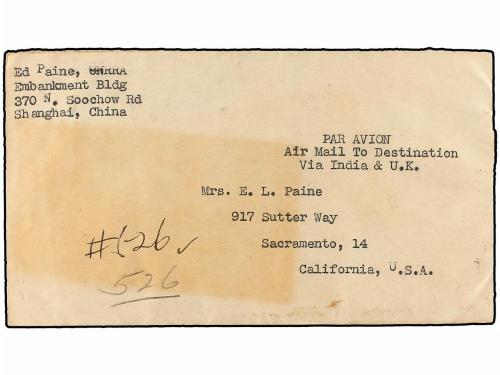 Ed Paine, UNRRA
Embankment Bldg
370 N. Soochow Rd
Shanghai, China
PAR AVION
Air Mail To Destination
Via India & U.K.
Mrs. E. L. Paine
917 Sutter Way
Sacramento, 14
California, U.S.A.
#526 ✓
526